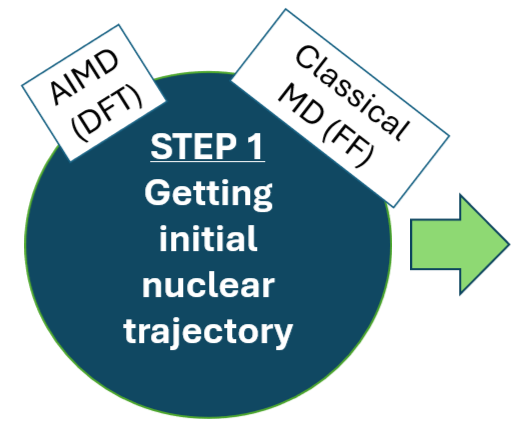 AIMD
(DFT)
Classical
MD (FF)
STEP 1
Getting
initial
nuclear
trajectory